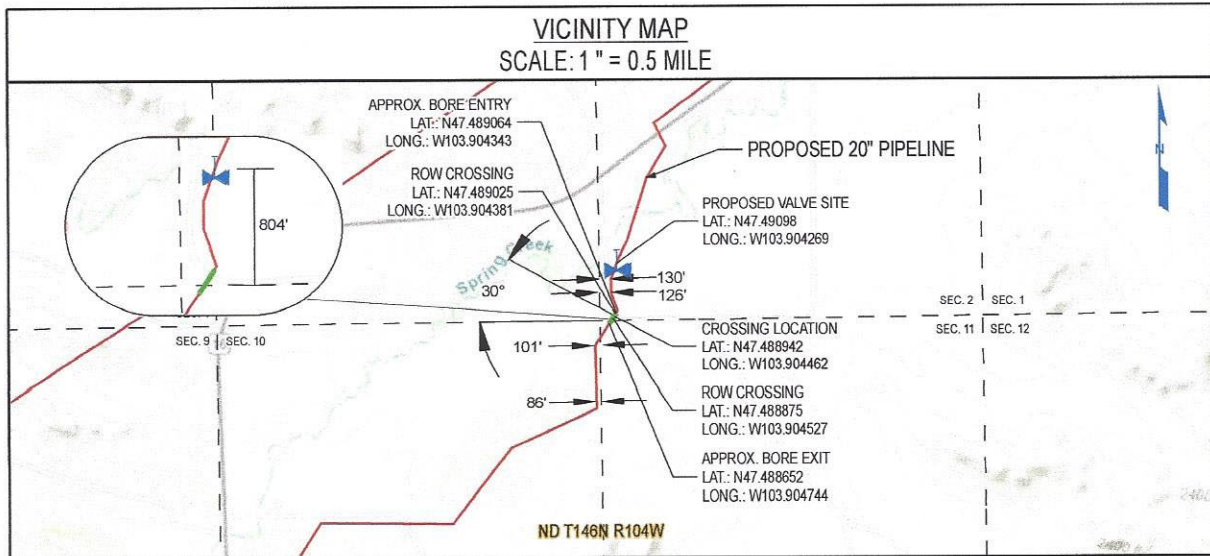 VICINITY MAP
SCALE: 1 " = 0.5 MILE
APPROX. BORE ENTRY
LAT.: N47.489064
LONG.: W103.904343
ROW CROSSING
LAT.: N47.489025
LONG.: W103.904381
PROPOSED 20" PIPELINE
PROPOSED VALVE SITE
LAT.: N47.49098
LONG.: W103.904269
N
804'
Spring Creek
30°
130'
126'
SEC. 2
SEC. 1
SEC. 11
SEC. 12
SEC. 9
SEC. 10
101'
86'
CROSSING LOCATION
LAT.: N47.488942
LONG.: W103.904462
ROW CROSSING
LAT.: N47.488875
LONG.: W103.904527
APPROX. BORE EXIT
LAT.: N47.488652
LONG.: W103.904744
ND T146N R104W